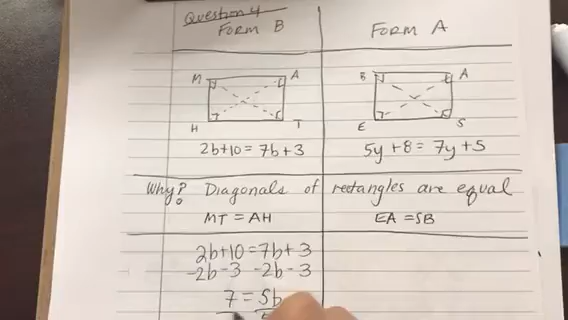 Question 4
FORM B FORM A
M A B A
H T E S
2b+10=7b+3 5y+8=7y+5
Why? Diagonals of rectangles are equal
MT=AH EA=SB
2b+10=7b+3
-2b-3 -2b-3
7=5b